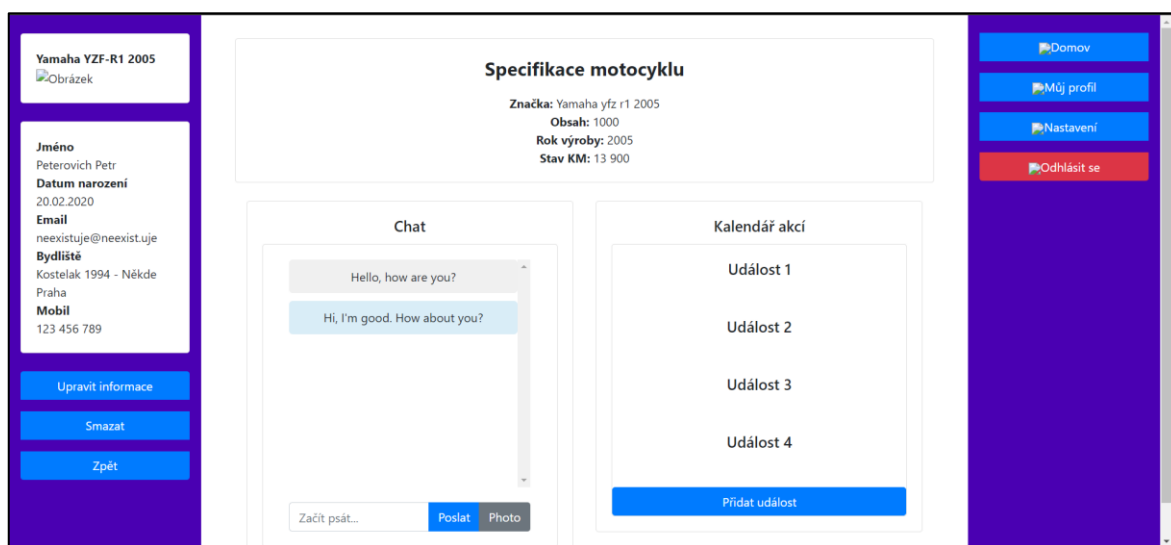 Yamaha YZF-R1 2005
Obrázek
Jméno
Peterovich Petr
Datum narození
20.02.2020
Email
neexistuje@neexist.uje
Bydliště
Kostelak 1994 - Někde
Praha
Mobil
123 456 789
Upravit informace
Smazat
Zpět
Specifikace motocyklu
Značka: Yamaha yfz r1 2005
Obsah: 1000
Rok výroby: 2005
Stav KM: 13 900
Chat
Hello, how are you?
Hi, I'm good. How about you?
Začít psát...
Poslat
Photo
Kalendář akcí
Událost 1
Událost 2
Událost 3
Událost 4
Přidat událost
Domov
Můj profil
Nastavení
Odhlásit se